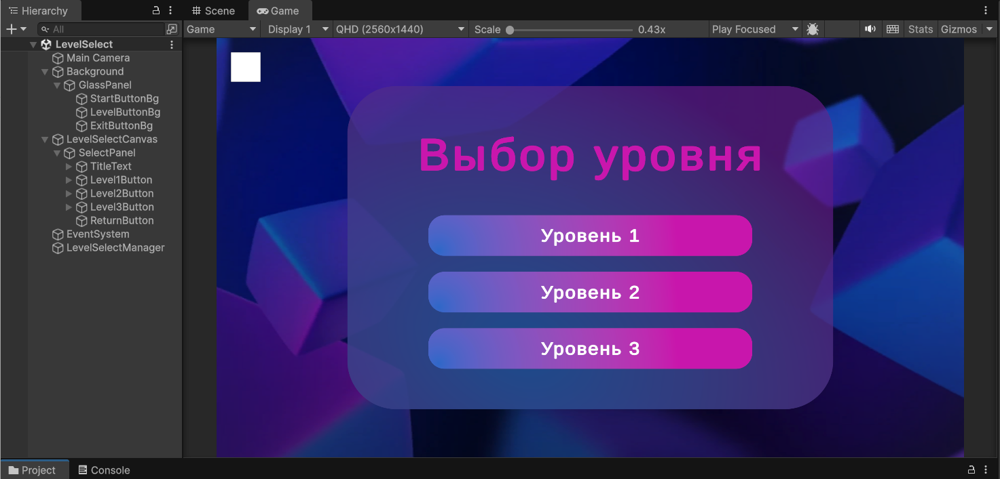 Hierarchy
Scene
Game
All
Game
Display 1
QHD (2560x1440)
Scale
0.43x
Play Focused
Stats
Gizmos
LevelSelect
Main Camera
Background
GlassPanel
StartButtonBg
LevelButtonBg
ExitButtonBg
LevelSelectCanvas
SelectPanel
TitleText
Level1Button
Level2Button
Level3Button
ReturnButton
EventSystem
LevelSelectManager
Выбор уровня
Уровень 1
Уровень 2
Уровень 3
Project
Console